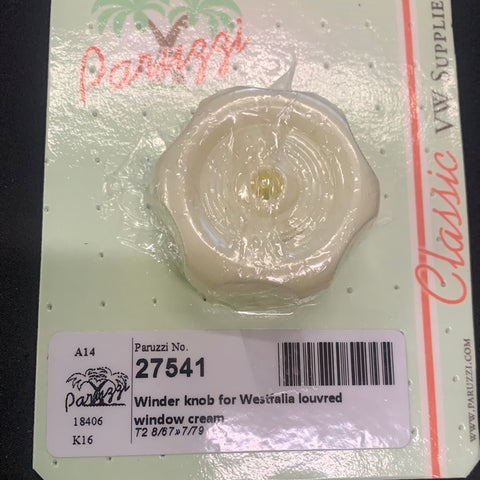 Paruzzi
Classic VW Supplie
WWW.PARUZZI.COM
A14
Paruzzi
18406
K16
Paruzzi No.
27541
Winder knob for Westfalia louvred
window cream
T2 8/67»7/79